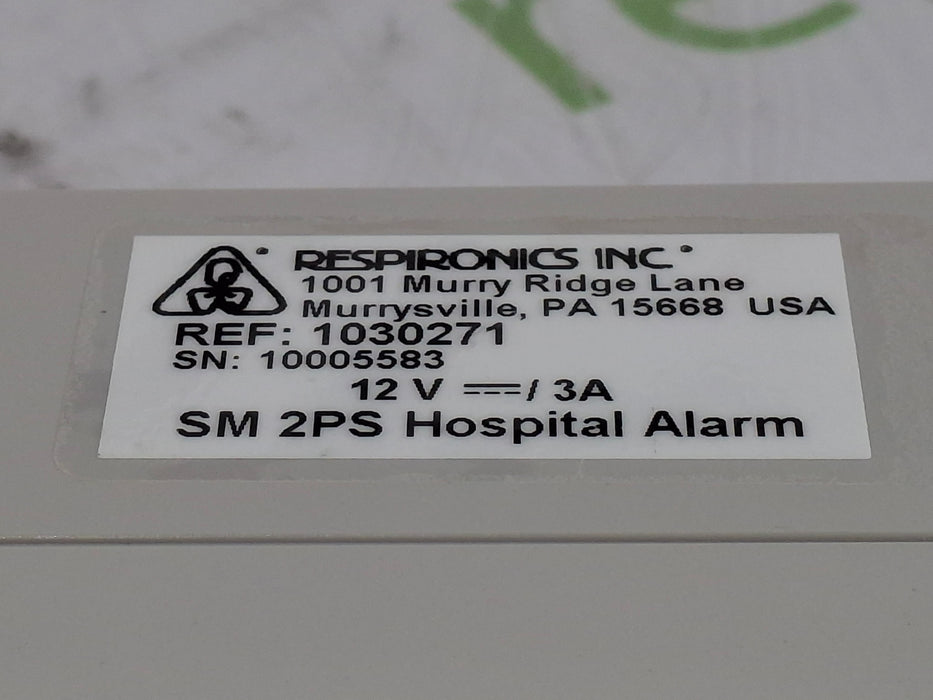 re
RESPIRONICS INC.®
1001 Murry Ridge Lane
Murrysville, PA 15668 USA
REF: 1030271
SN: 10005583
12 V ⎓ / 3A
SM 2PS Hospital Alarm